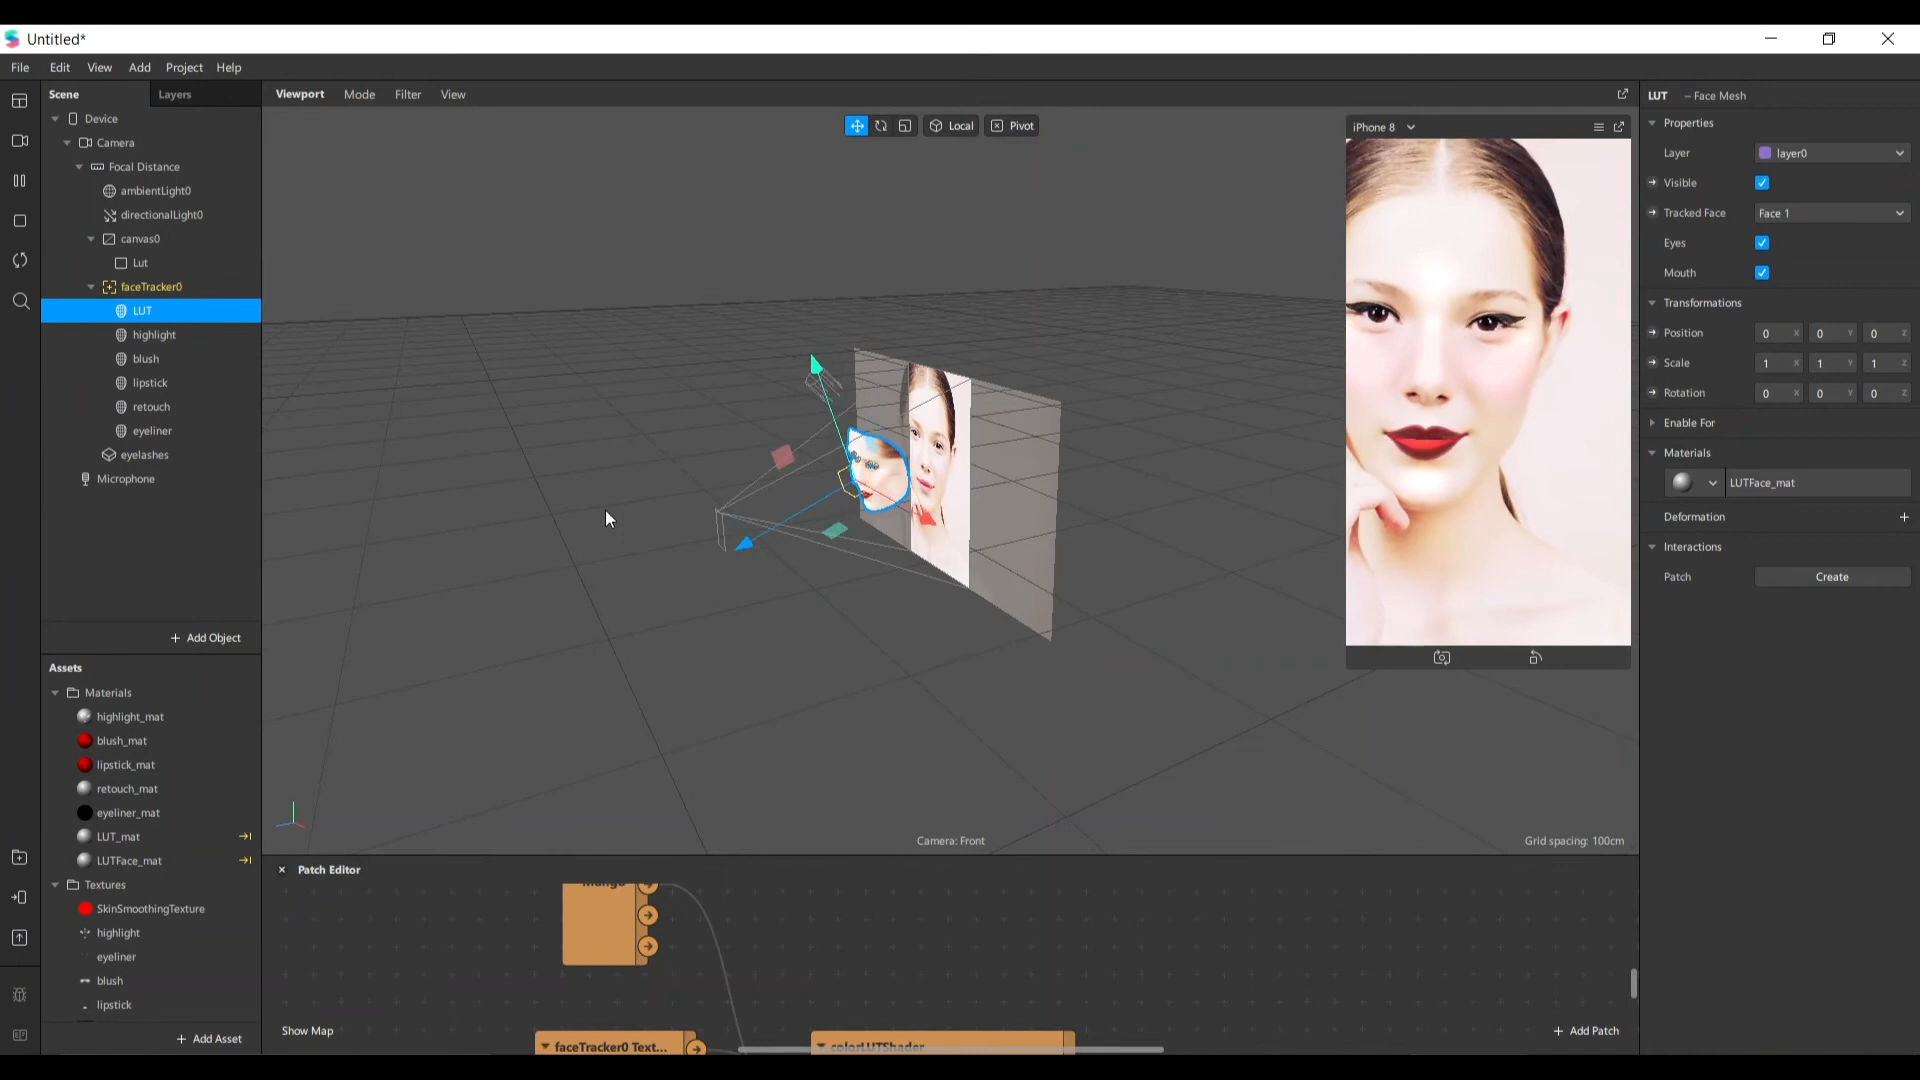 Untitled*
File Edit View Add Project Help
Scene Layers
Device
Camera
Focal Distance
ambientLight0
directionalLight0
canvas0
Lut
faceTracker0
LUT
highlight
blush
lipstick
retouch
eyeliner
eyelashes
Microphone
+ Add Object
Assets
Materials
highlight_mat
blush_mat
lipstick_mat
retouch_mat
eyeliner_mat
LUT_mat
LUTFace_mat
Textures
SkinSmoothingTexture
highlight
eyeliner
blush
lipstick
+ Add Asset
Viewport Mode Filter View
Local Pivot
iPhone 8
Camera: Front
Grid spacing: 100cm
Patch Editor
faceTracker0 Text...
colorLUTShader
Show Map
+ Add Patch
LUT – Face Mesh
Properties
Layer layer0
Visible
Tracked Face Face 1
Eyes
Mouth
Transformations
Position 0 X 0 Y 0 Z
Scale 1 X 1 Y 1 Z
Rotation 0 X 0 Y 0 Z
Enable For
Materials
LUTFace_mat
Deformation +
Interactions
Patch Create